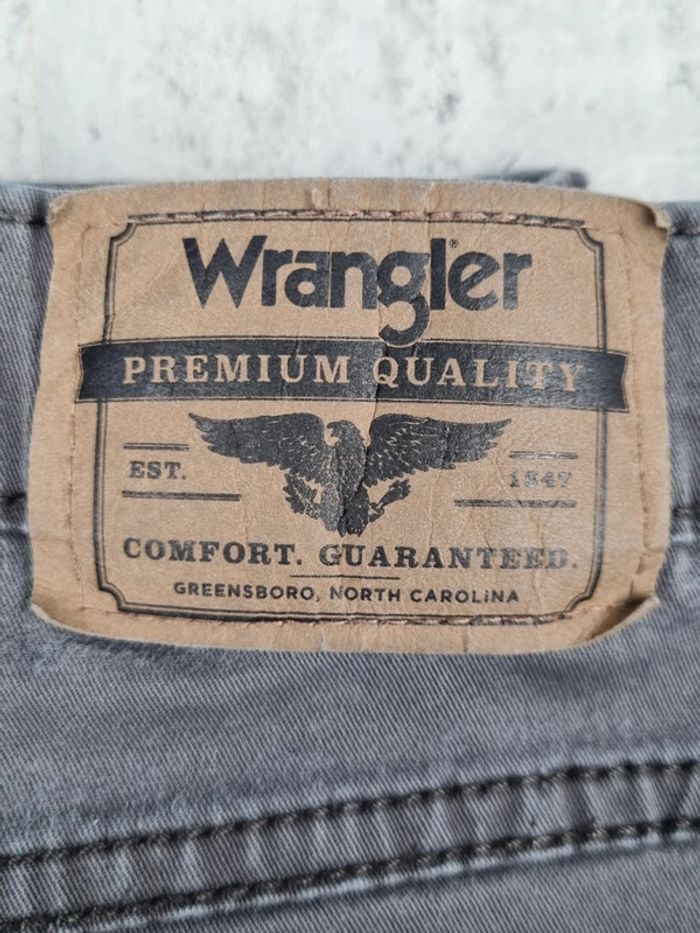 Wrangler®
PREMIUM QUALITY
EST. 1947
COMFORT. GUARANTEED.
GREENSBORO, NORTH CAROLINA